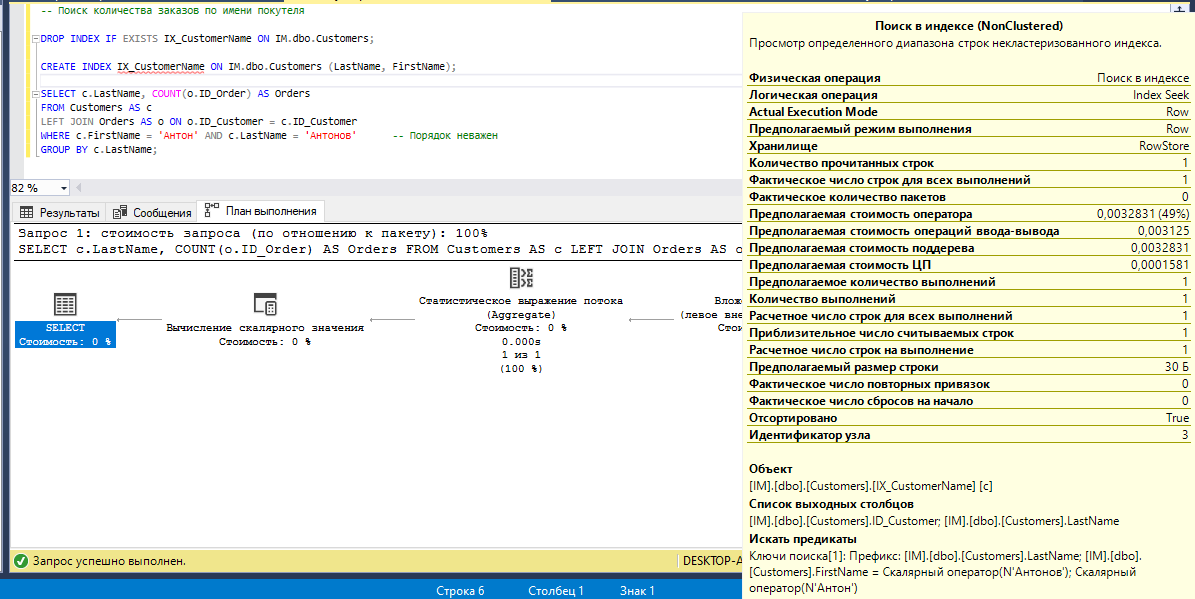 -- Поиск количества заказов по имени покутеля
DROP INDEX IF EXISTS IX_CustomerName ON IM.dbo.Customers;
CREATE INDEX IX_CustomerName ON IM.dbo.Customers (LastName, FirstName);
SELECT c.LastName, COUNT(o.ID_Order) AS Orders
FROM Customers AS c
LEFT JOIN Orders AS o ON o.ID_Customer = c.ID_Customer
WHERE c.FirstName = 'Антон' AND c.LastName = 'Антонов' -- Порядок неважен
GROUP BY c.LastName;
82 %
Результаты Сообщения План выполнения
Запрос 1: стоимость запроса (по отношению к пакету): 100%
SELECT c.LastName, COUNT(o.ID_Order) AS Orders FROM Customers AS c LEFT JOIN Orders AS o
SELECT
Стоимость: 0 %
Вычисление скалярного значения
Стоимость: 0 %
Статистическое выражение потока
(Aggregate)
Стоимость: 0 %
0.000s
1 из 1
(100 %)
Влож
(левое вне
Стои
Запрос успешно выполнен.
DESKTOP-A
Строка 6 Столбец 1 Знак 1
Поиск в индексе (NonClustered)
Просмотр определенного диапазона строк некластеризованного индекса.
Физическая операция Поиск в индексе
Логическая операция Index Seek
Actual Execution Mode Row
Предполагаемый режим выполнения Row
Хранилище RowStore
Количество прочитанных строк 1
Фактическое число строк для всех выполнений 1
Фактическое количество пакетов 0
Предполагаемая стоимость оператора 0,0032831 (49%)
Предполагаемая стоимость операций ввода-вывода 0,003125
Предполагаемая стоимость поддерева 0,0032831
Предполагаемая стоимость ЦП 0,0001581
Предполагаемое количество выполнений 1
Количество выполнений 1
Расчетное число строк для всех выполнений 1
Приблизительное число считываемых строк 1
Расчетное число строк на выполнение 1
Предполагаемый размер строки 30 Б
Фактическое число повторных привязок 0
Фактическое число сбросов на начало 0
Отсортировано True
Идентификатор узла 3
Объект
[IM].[dbo].[Customers].[IX_CustomerName] [c]
Список выходных столбцов
[IM].[dbo].[Customers].ID_Customer; [IM].[dbo].[Customers].LastName
Искать предикаты
Ключи поиска[1]: Префикс: [IM].[dbo].[Customers].LastName; [IM].[dbo].
[Customers].FirstName = Скалярный оператор(N'Антонов'); Скалярный
оператор(N'Антон')